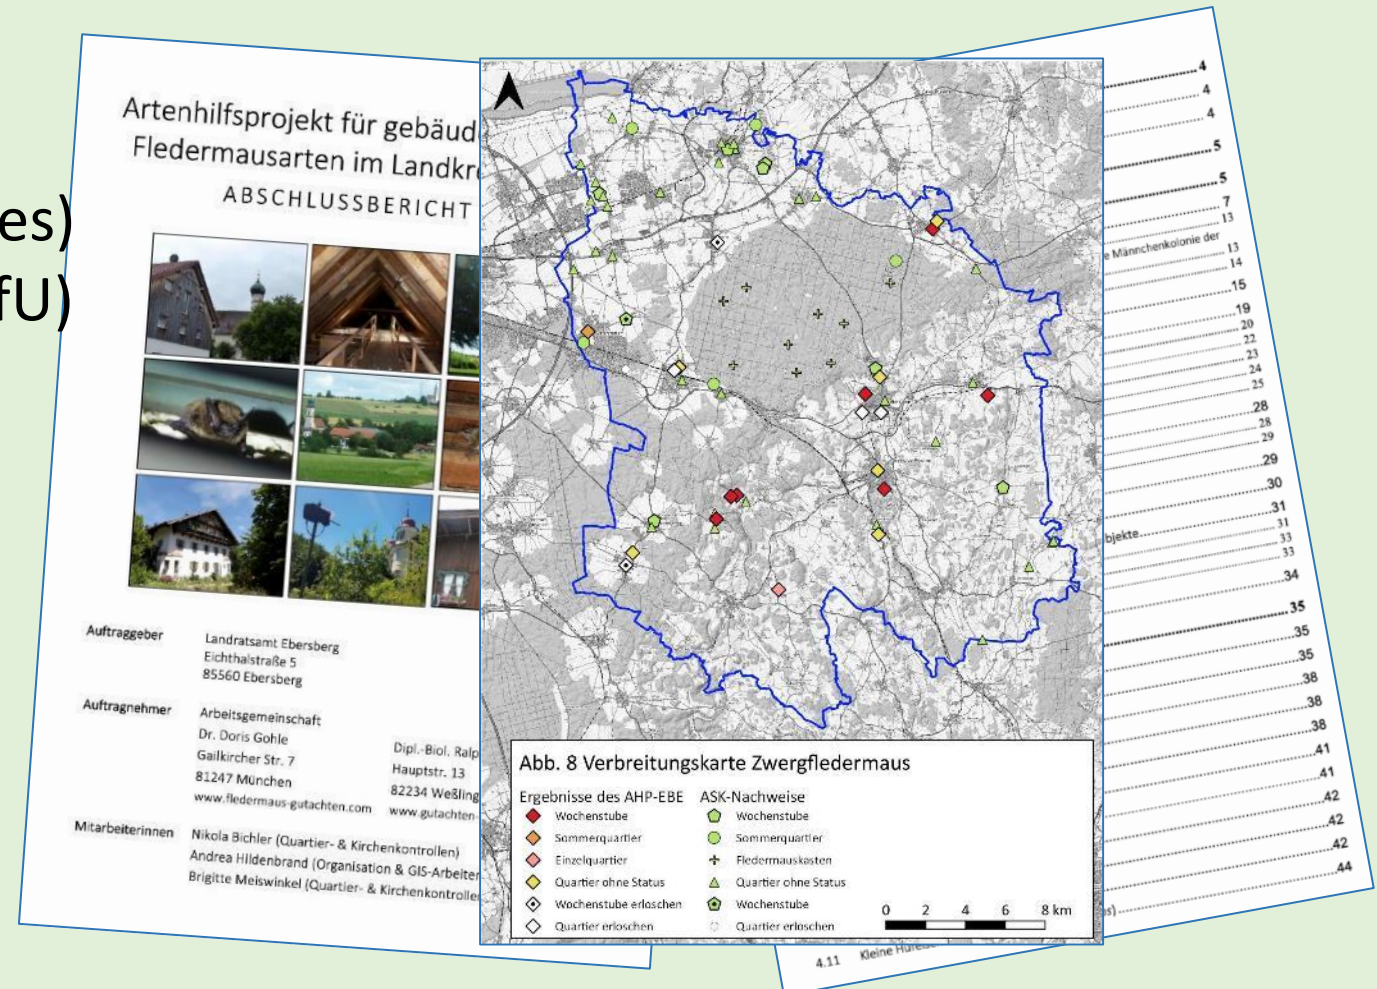 es)
fU)
Artenhilfsprojekt für gebäud
Fledermausarten im Landkr
ABSCHLUSSBERICHT
Auftraggeber
Landratsamt Ebersberg
Eichthalstraße 5
85560 Ebersberg
Auftragnehmer
Arbeitsgemeinschaft
Dr. Doris Gohle
Gailkircher Str. 7
81247 München
www.fledermaus-gutachten.com
Dipl.-Biol. Ralp
Hauptstr. 13
82234 Weßling
www.gutachten-
Mitarbeiterinnen
Nikola Bichler (Quartier- & Kirchenkontrollen)
Andrea Hildenbrand (Organisation & GIS-Arbeite
Brigitte Meiswinkel (Quartier- & Kirchenkontrolle
Abb. 8 Verbreitungskarte Zwergfledermaus
Ergebnisse des AHP-EBE
Wochenstube
Sommerquartier
Einzelquartier
Quartier ohne Status
Wochenstube erloschen
Quartier erloschen
ASK-Nachweise
Wochenstube
Sommerquartier
Fledermauskasten
Quartier ohne Status
Wochenstube
Quartier erloschen
0 2 4 6 8 km
4
4
4
5
5
7
13
e Männchenkolonie der
13
14
15
19
20
22
23
24
25
28
28
29
29
30
31
bjekte 31
33
33
34
35
35
35
38
38
38
41
41
42
42
42
44
s)
4.11 Kleine